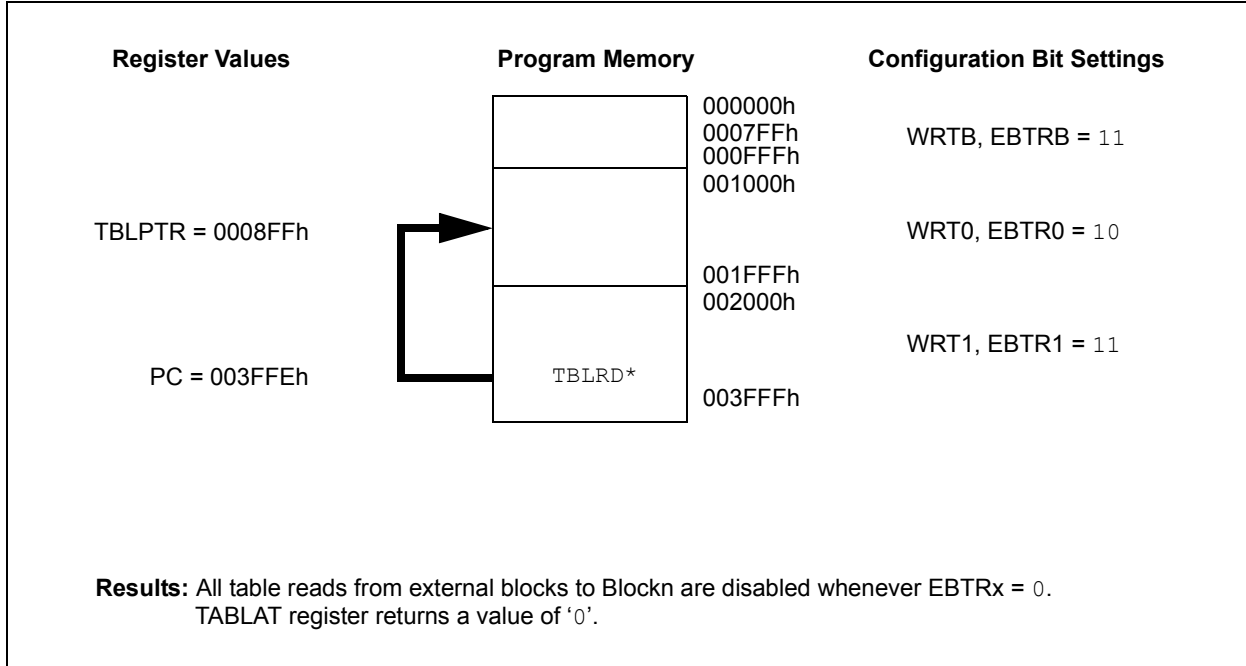 Register Values
Program Memory
Configuration Bit Settings
000000h
0007FFh
000FFFh
WRTB, EBTRB = 11
001000h
TBLPTR = 0008FFh
WRT0, EBTR0 = 10
001FFFh
002000h
WRT1, EBTR1 = 11
PC = 003FFEh
TBLRD*
003FFFh
Results: All table reads from external blocks to Blockn are disabled whenever EBTRx = 0.
TABLAT register returns a value of ‘0’.